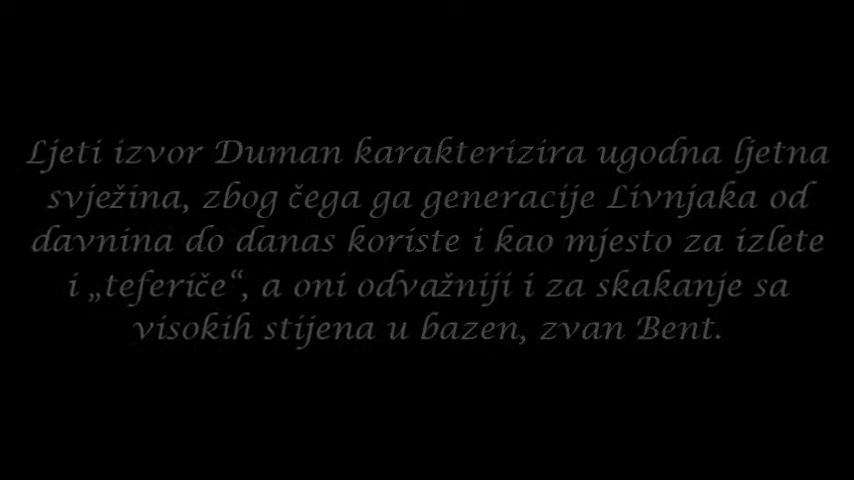 Ljeti izvor Duman karakterizira ugodna ljetna
svježina, zbog čega ga generacije Livnjaka od
davnina do danas koriste i kao mjesto za izlete
i „teferiče“, a oni odvažniji i za skakanje sa
visokih stijena u bazen, zvan Bent.